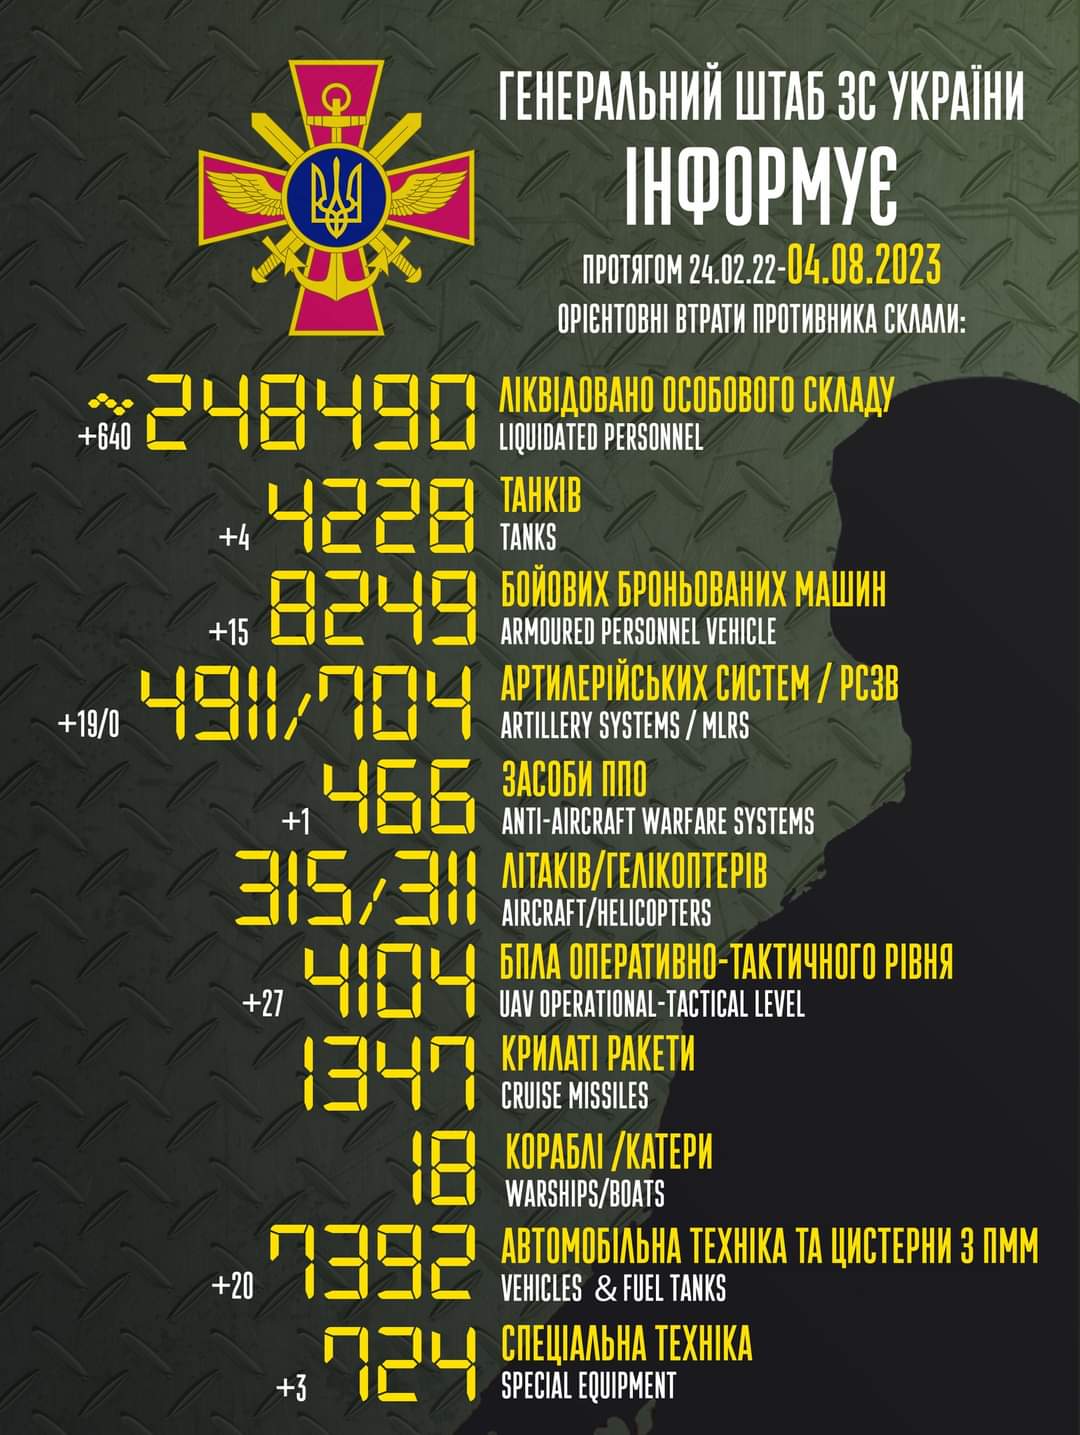 ГЕНЕРАЛЬНИЙ ШТАБ ЗС УКРАЇНИ
ІНФОРМУЄ
ПРОТЯГОМ 24.02.22-04.08.2023
ОРІЄНТОВНІ ВТРАТИ ПРОТИВНИКА СКЛАЛИ:
+640 ~248490 ЛІКВІДОВАНО ОСОБОВОГО СКЛАДУ
LIQUIDATED PERSONNEL
+4 4228 ТАНКІВ
TANKS
+15 8249 БОЙОВИХ БРОНЬОВАНИХ МАШИН
ARMOURED PERSONNEL VEHICLE
+19/0 4911/704 АРТИЛЕРІЙСЬКИХ СИСТЕМ / РСЗВ
ARTILLERY SYSTEMS / MLRS
+1 466 ЗАСОБИ ППО
ANTI-AIRCRAFT WARFARE SYSTEMS
315/311 ЛІТАКІВ/ГЕЛІКОПТЕРІВ
AIRCRAFT/HELICOPTERS
+27 4104 БПЛА ОПЕРАТИВНО-ТАКТИЧНОГО РІВНЯ
UAV OPERATIONAL-TACTICAL LEVEL
1347 КРИЛАТІ РАКЕТИ
CRUISE MISSILES
18 КОРАБЛІ /КАТЕРИ
WARSHIPS/BOATS
+20 7392 АВТОМОБІЛЬНА ТЕХНІКА ТА ЦИСТЕРНИ З ПММ
VEHICLES & FUEL TANKS
+3 724 СПЕЦІАЛЬНА ТЕХНІКА
SPECIAL EQUIPMENT